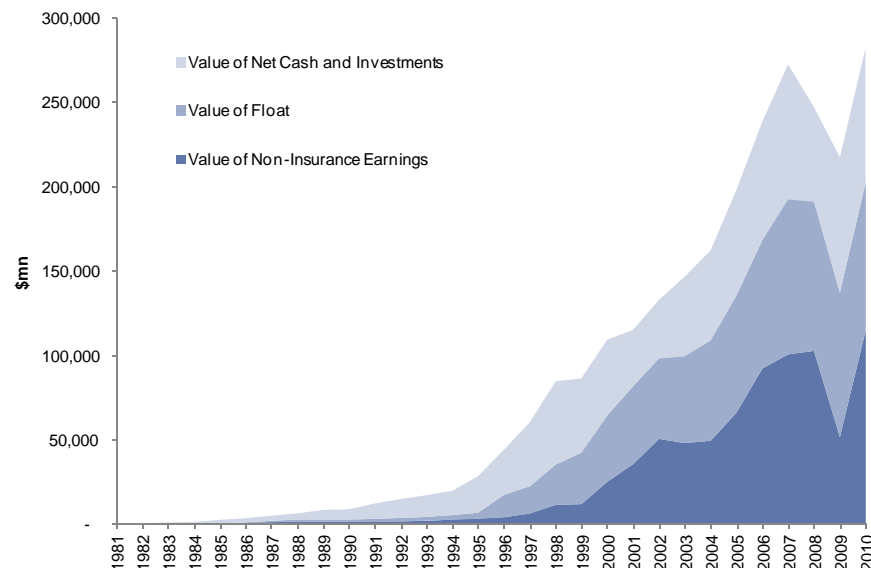 300,000
250,000
200,000
150,000
100,000
50,000
-
$mn
Value of Net Cash and Investments
Value of Float
Value of Non-Insurance Earnings
1981 1982 1983 1984 1985 1986 1987 1988 1989 1990 1991 1992 1993 1994 1995 1996 1997 1998 1999 2000 2001 2002 2003 2004 2005 2006 2007 2008 2009 2010